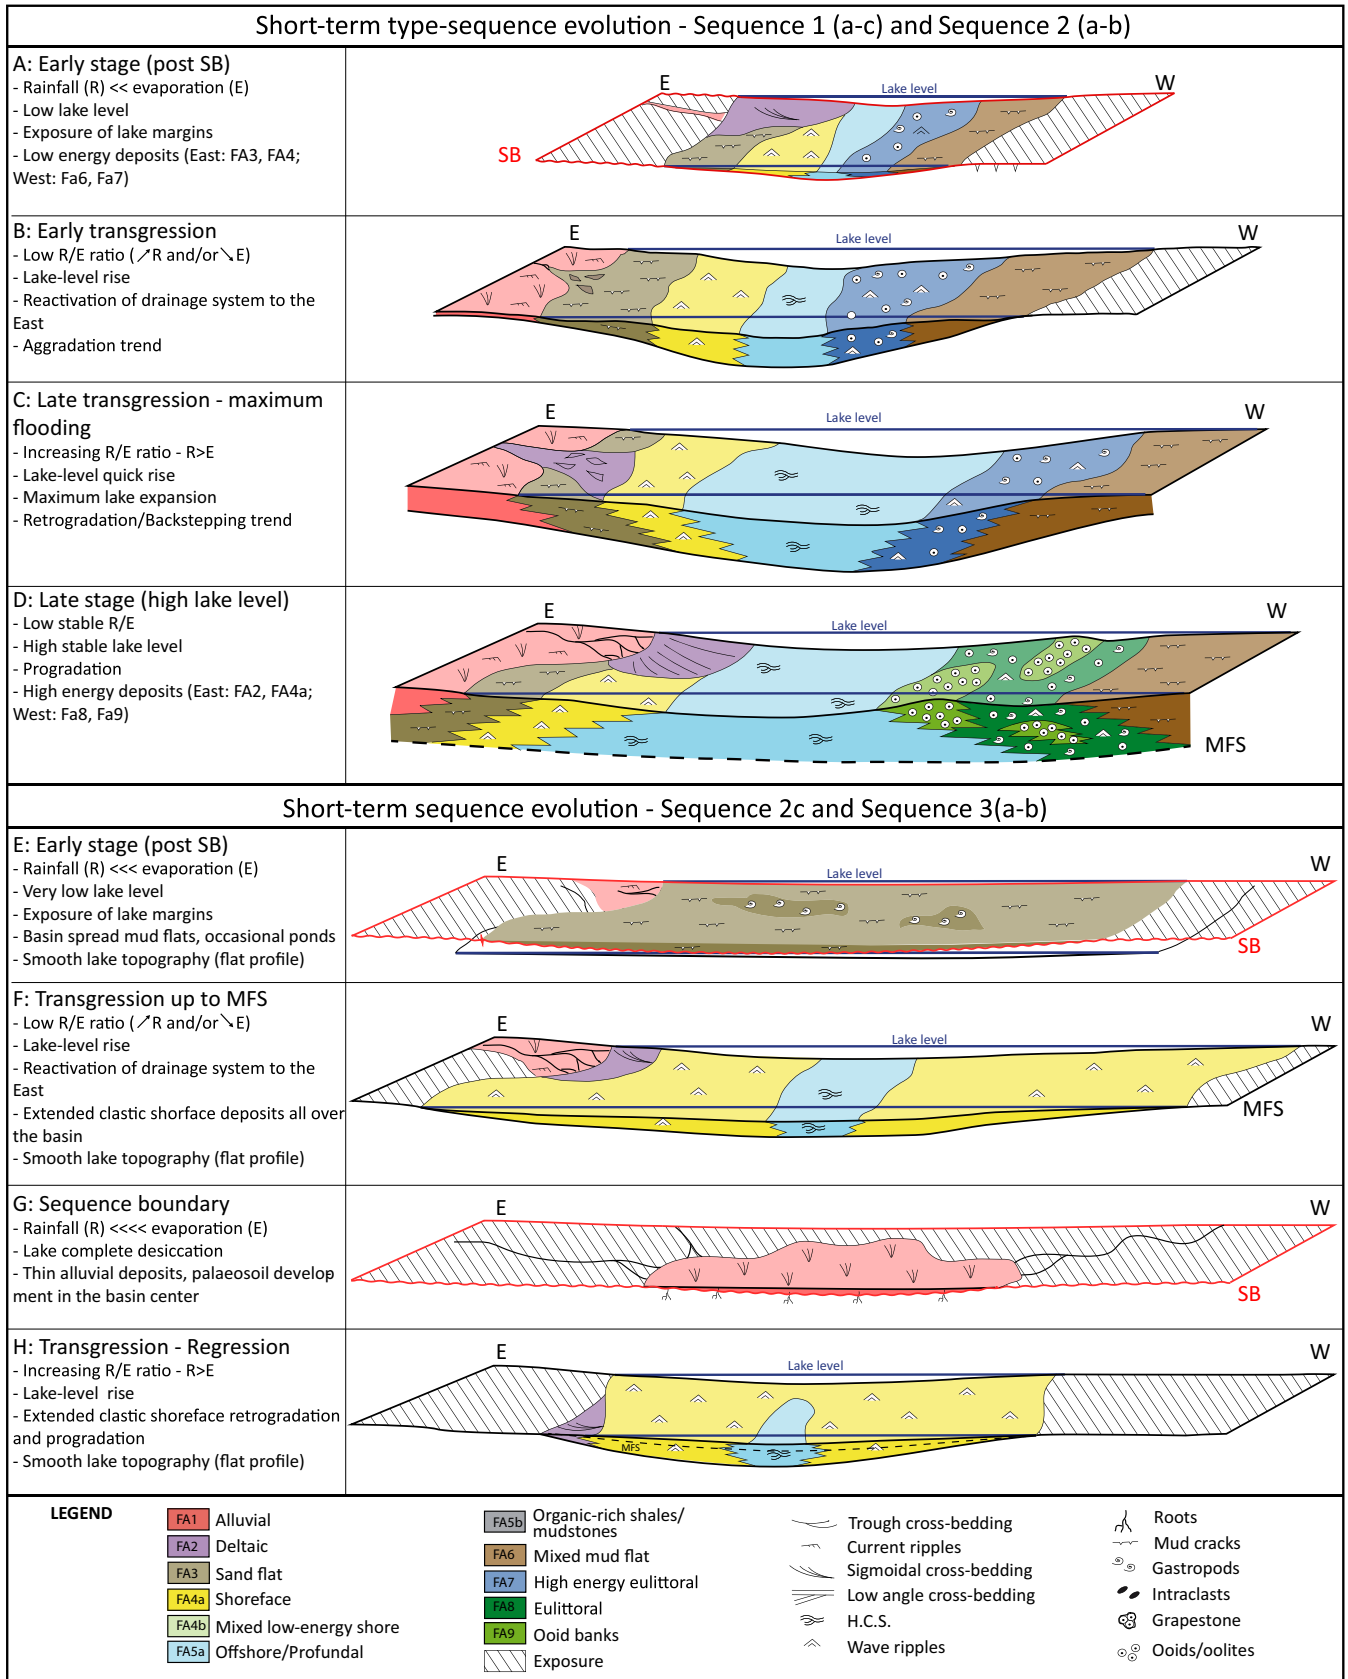 Short-term type-sequence evolution - Sequence 1 (a-c) and Sequence 2 (a-b)
A: Early stage (post SB)
- Rainfall (R) << evaporation (E)
- Low lake level
- Exposure of lake margins
- Low energy deposits (East: FA3, FA4;
West: Fa6, Fa7)
E
W
Lake level
SB
B: Early transgression
- Low R/E ratio (↗R and/or↘E)
- Lake-level rise
- Reactivation of drainage system to the
East
- Aggradation trend
E
W
Lake level
C: Late transgression - maximum
flooding
- Increasing R/E ratio - R>E
- Lake-level quick rise
- Maximum lake expansion
- Retrogradation/Backstepping trend
E
W
Lake level
D: Late stage (high lake level)
- Low stable R/E
- High stable lake level
- Progradation
- High energy deposits (East: FA2, FA4a;
West: Fa8, Fa9)
E
W
Lake level
MFS
Short-term sequence evolution - Sequence 2c and Sequence 3(a-b)
E: Early stage (post SB)
- Rainfall (R) <<< evaporation (E)
- Very low lake level
- Exposure of lake margins
- Basin spread mud flats, occasional ponds
- Smooth lake topography (flat profile)
E
W
Lake level
SB
F: Transgression up to MFS
- Low R/E ratio (↗R and/or↘E)
- Lake-level rise
- Reactivation of drainage system to the
East
- Extended clastic shorface deposits all over
the basin
- Smooth lake topography (flat profile)
E
W
Lake level
MFS
G: Sequence boundary
- Rainfall (R) <<<< evaporation (E)
- Lake complete desiccation
- Thin alluvial deposits, palaeosoil develop-
ment in the basin center
E
W
SB
H: Transgression - Regression
- Increasing R/E ratio - R>E
- Lake-level rise
- Extended clastic shoreface retrogradation
and progradation
- Smooth lake topography (flat profile)
E
W
Lake level
MFS
LEGEND
FA1 Alluvial
FA2 Deltaic
FA3 Sand flat
FA4a Shoreface
FA4b Mixed low-energy shore
FA5a Offshore/Profundal
FA5b Organic-rich shales/
mudstones
FA6 Mixed mud flat
FA7 High energy eulittoral
FA8 Eulittoral
FA9 Ooid banks
Exposure
Trough cross-bedding
Current ripples
Sigmoidal cross-bedding
Low angle cross-bedding
H.C.S.
Wave ripples
Roots
Mud cracks
Gastropods
Intraclasts
Grapestone
Ooids/oolites